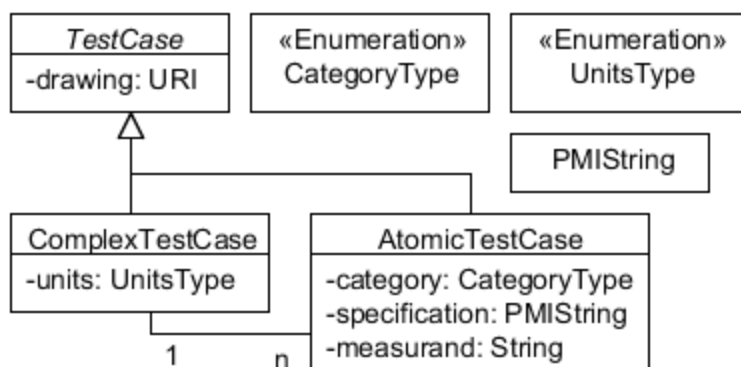 TestCase
-drawing: URI
«Enumeration»
CategoryType
«Enumeration»
UnitsType
PMIString
ComplexTestCase
-units: UnitsType
AtomicTestCase
-category: CategoryType
-specification: PMIString
-measurand: String
1
n